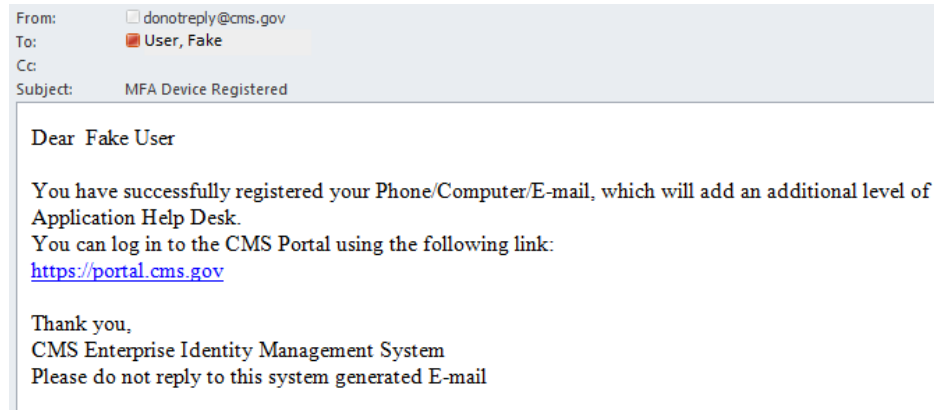 From: donotreply@cms.gov
To: User, Fake
Cc:
Subject: MFA Device Registered
Dear Fake User
You have successfully registered your Phone/Computer/E-mail, which will add an additional level of
Application Help Desk.
You can log in to the CMS Portal using the following link:
https://portal.cms.gov
Thank you,
CMS Enterprise Identity Management System
Please do not reply to this system generated E-mail